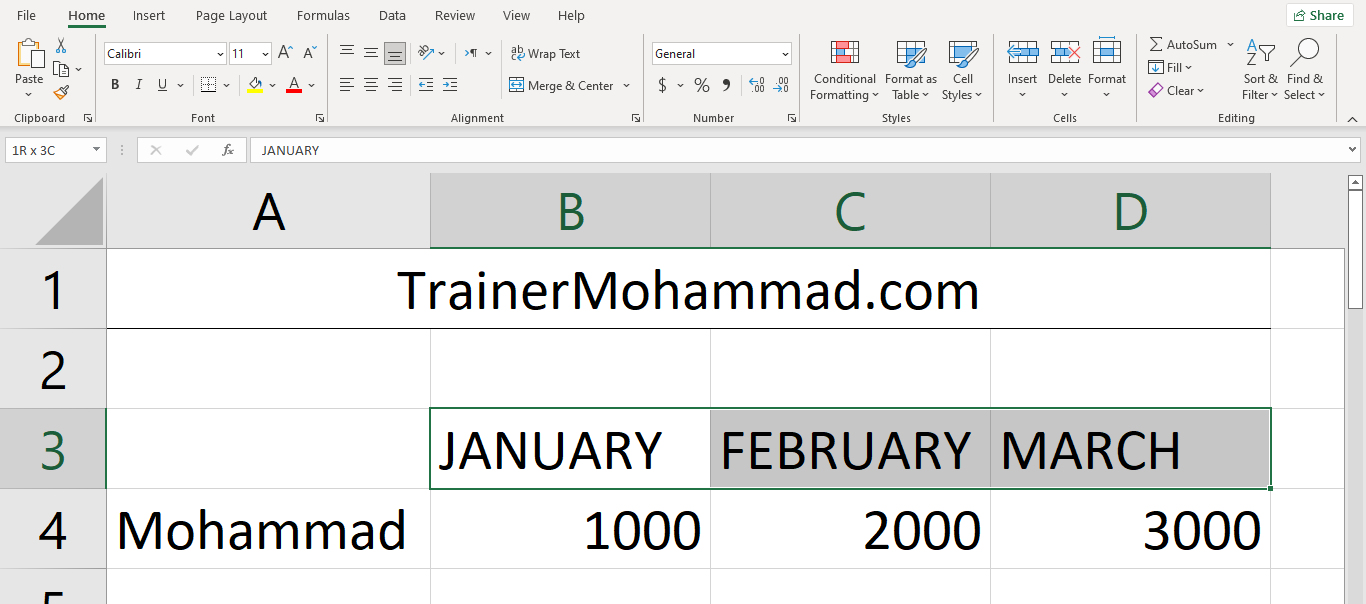 File Home Insert Page Layout Formulas Data Review View Help Share
Calibri 11 Wrap Text General AutoSum
Paste Conditional Formatting Format as Table Cell Styles Insert Delete Format Fill Sort & Filter Find & Select
B I U A Merge & Center $ % Clear
Clipboard Font Alignment Number Styles Cells Editing
1R x 3C fx JANUARY
A B C D
1 TrainerMohammad.com
2
3 JANUARY FEBRUARY MARCH
4 Mohammad 1000 2000 3000
5